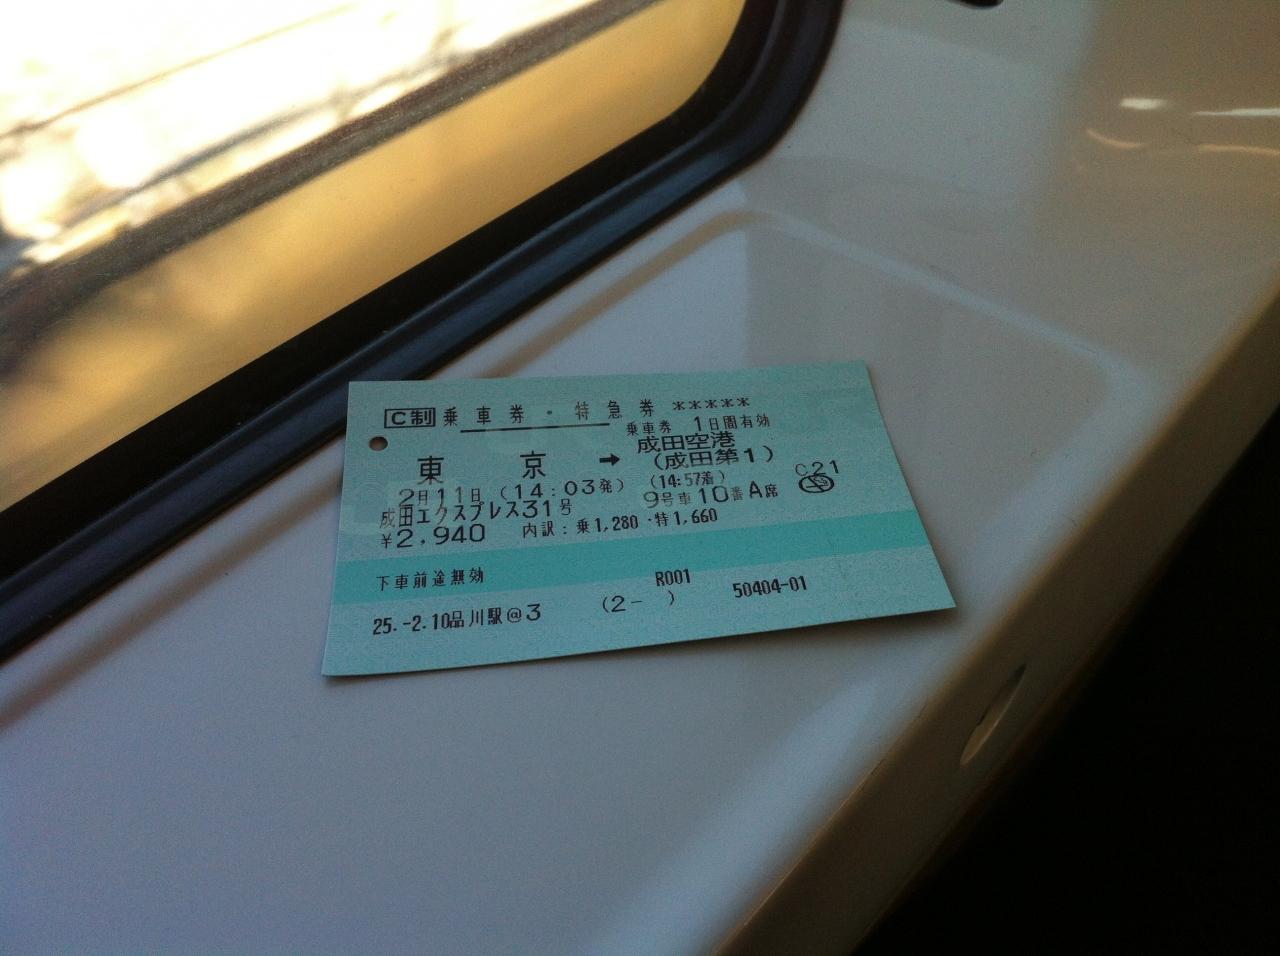 C制 乗車券・特急券 *****
乗車券 1日間有効
東京 → 成田空港
(成田第1)
2月11日 (14:03発) (14:57着) C21
成田エクスプレス31号 9号車10番A席
¥2,940 内訳:乗1,280・特1,660
下車前途無効
R001
25.-2.10品川駅@3 (2- ) 50404-01